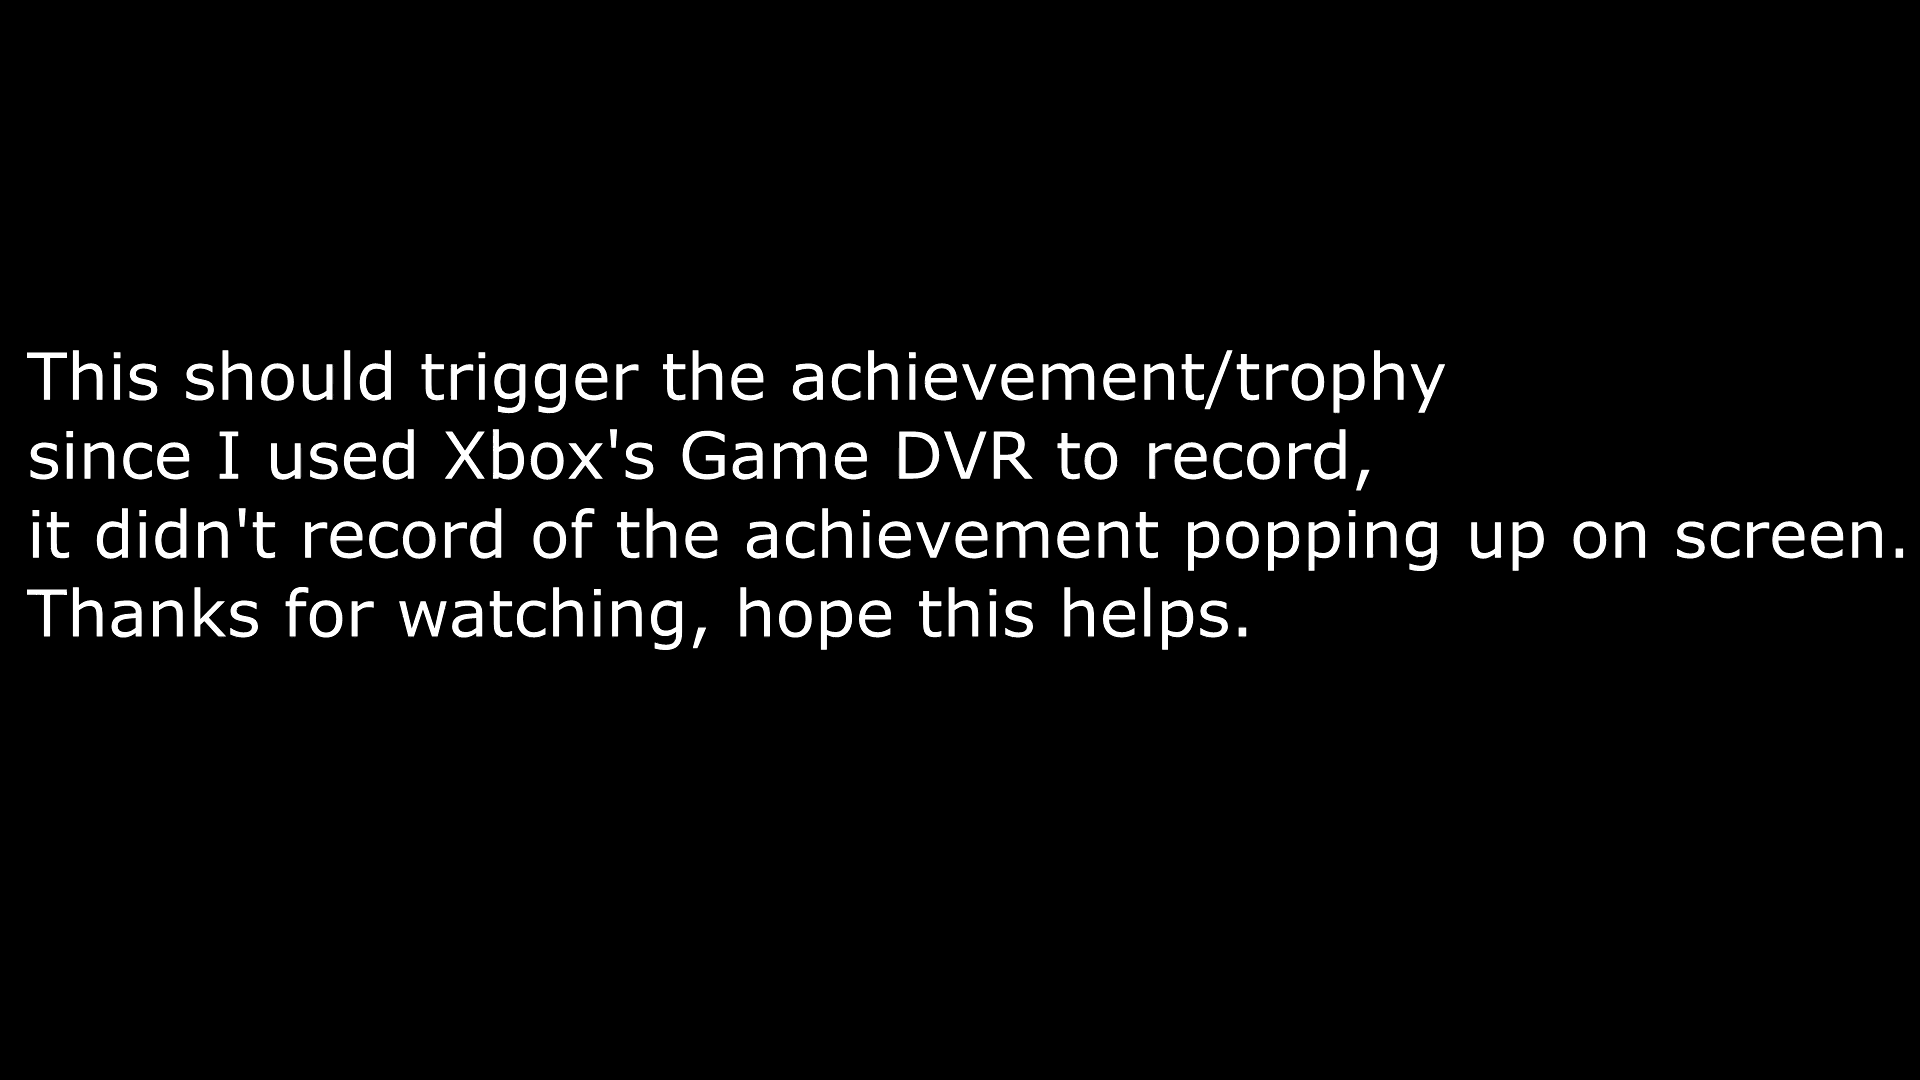 This should trigger the achievement/trophy
since I used Xbox's Game DVR to record,
it didn't record of the achievement popping up on screen.
Thanks for watching, hope this helps.